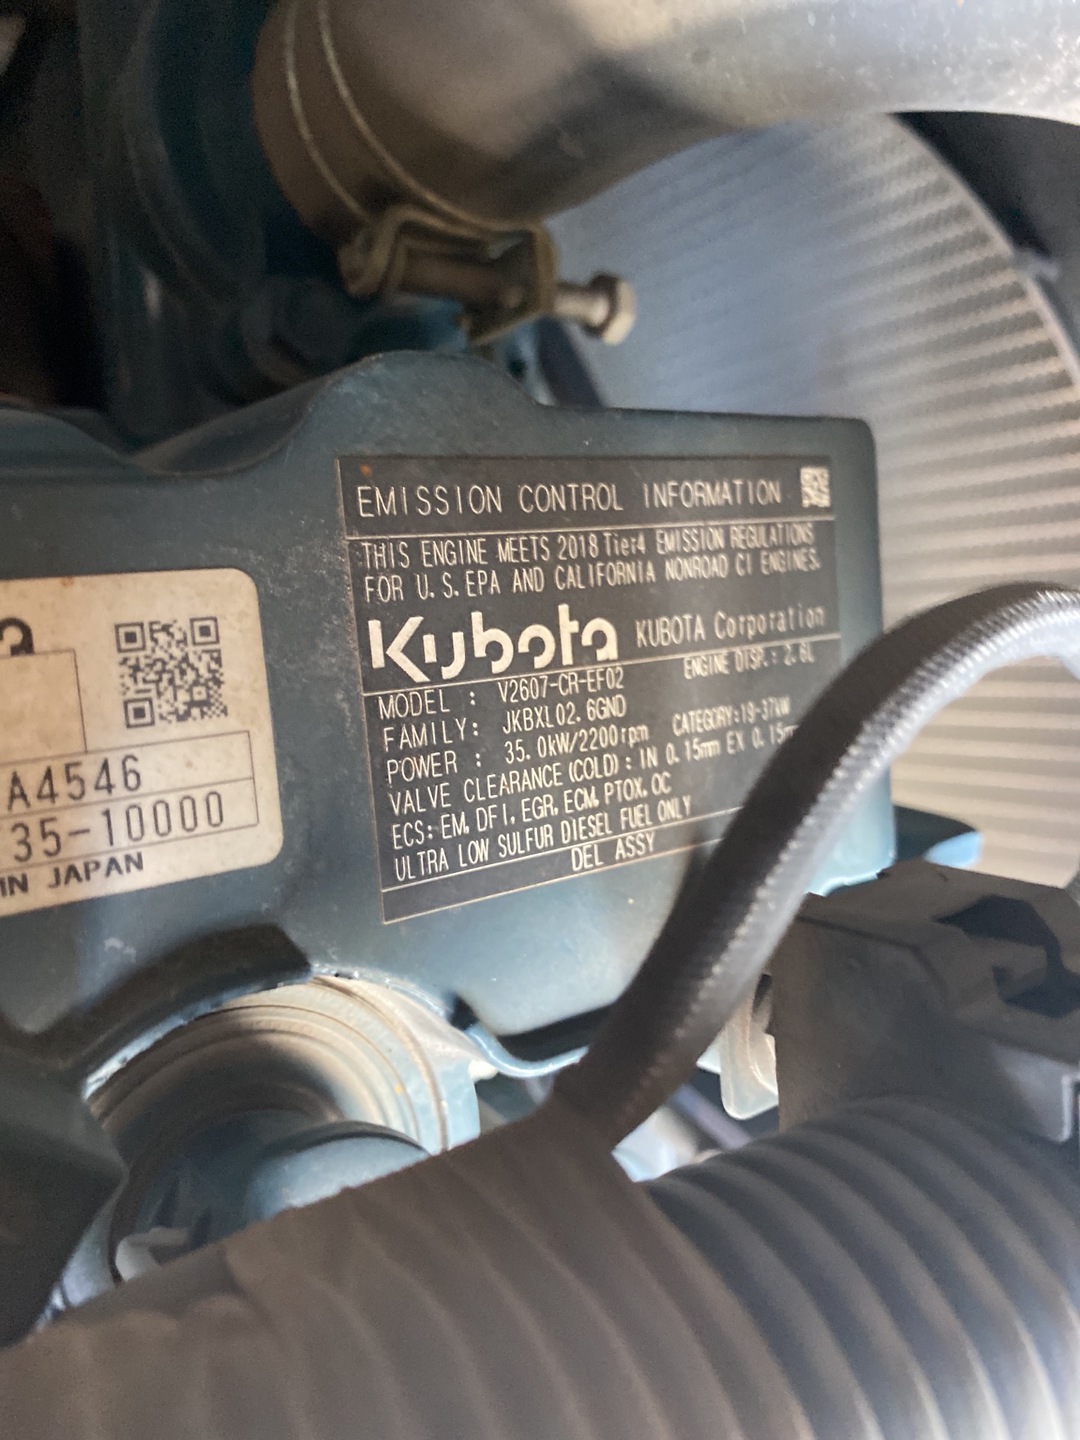 EMISSION CONTROL INFORMATION
THIS ENGINE MEETS 2018 Tier4 EMISSION REGULATIONS
FOR U.S. EPA AND CALIFORNIA NONROAD CI ENGINES.
Kubota KUBOTA Corporation
MODEL : V2607-CR-EF02 ENGINE DISP.: 2.6L
FAMILY: JKBXL02.6GND
POWER : 35.0kW/2200rpm CATEGORY:19-37kW
VALVE CLEARANCE (COLD): IN 0.15mm EX 0.15mm
ECS: EM, DFI, EGR, ECM, PTOX, OC
ULTRA LOW SULFUR DIESEL FUEL ONLY
DEL ASSY
A4546
35-10000
IN JAPAN